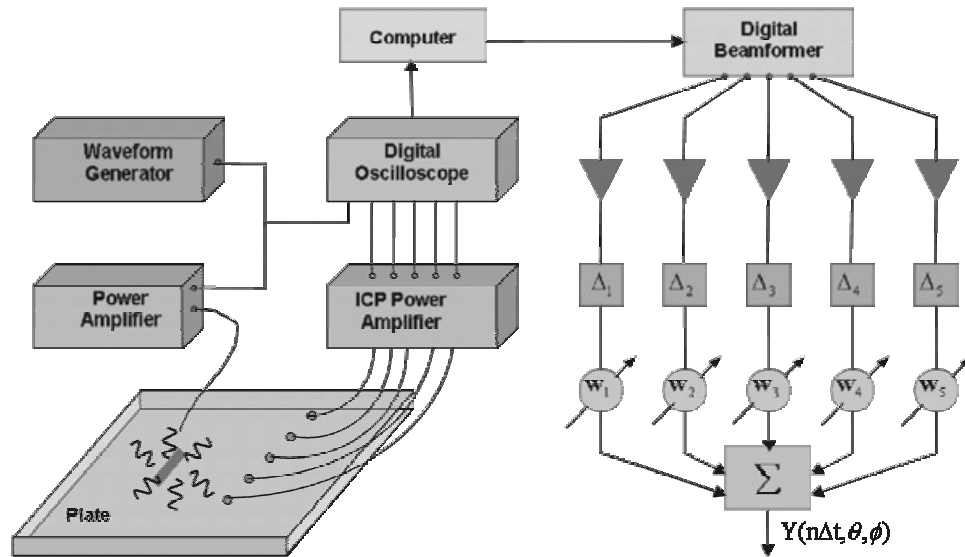 Computer
Digital
Beamformer
Waveform
Generator
Digital
Oscilloscope
Power
Amplifier
ICP Power
Amplifier
Δ₁
Δ₂
Δ₃
Δ₄
Δ₅
w₁
w₂
w₃
w₄
w₅
Σ
Plate
Y(nΔt,θ,ϕ)